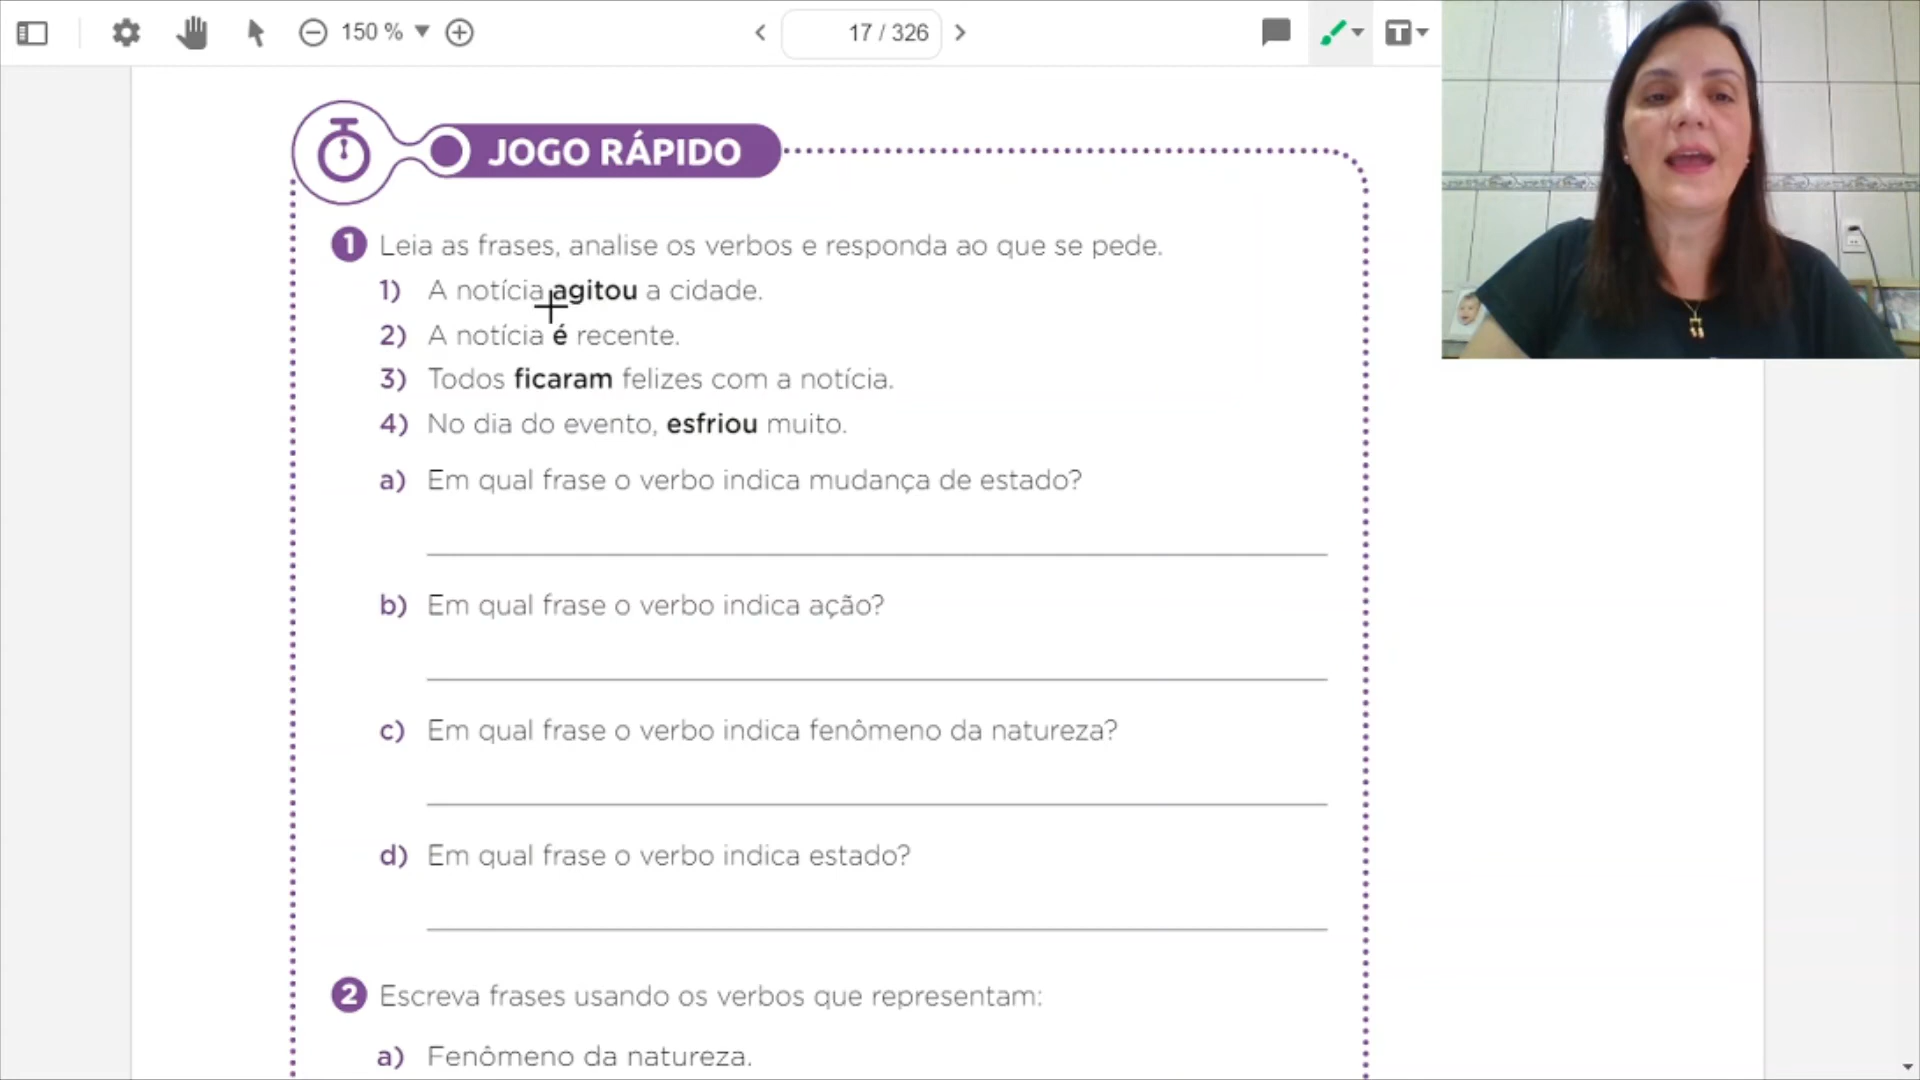 150 %
17 / 326
JOGO RÁPIDO
1 Leia as frases, analise os verbos e responda ao que se pede.
1) A notícia agitou a cidade.
2) A notícia é recente.
3) Todos ficaram felizes com a notícia.
4) No dia do evento, esfriou muito.
a) Em qual frase o verbo indica mudança de estado?
b) Em qual frase o verbo indica ação?
c) Em qual frase o verbo indica fenômeno da natureza?
d) Em qual frase o verbo indica estado?
2 Escreva frases usando os verbos que representam:
a) Fenômeno da natureza.